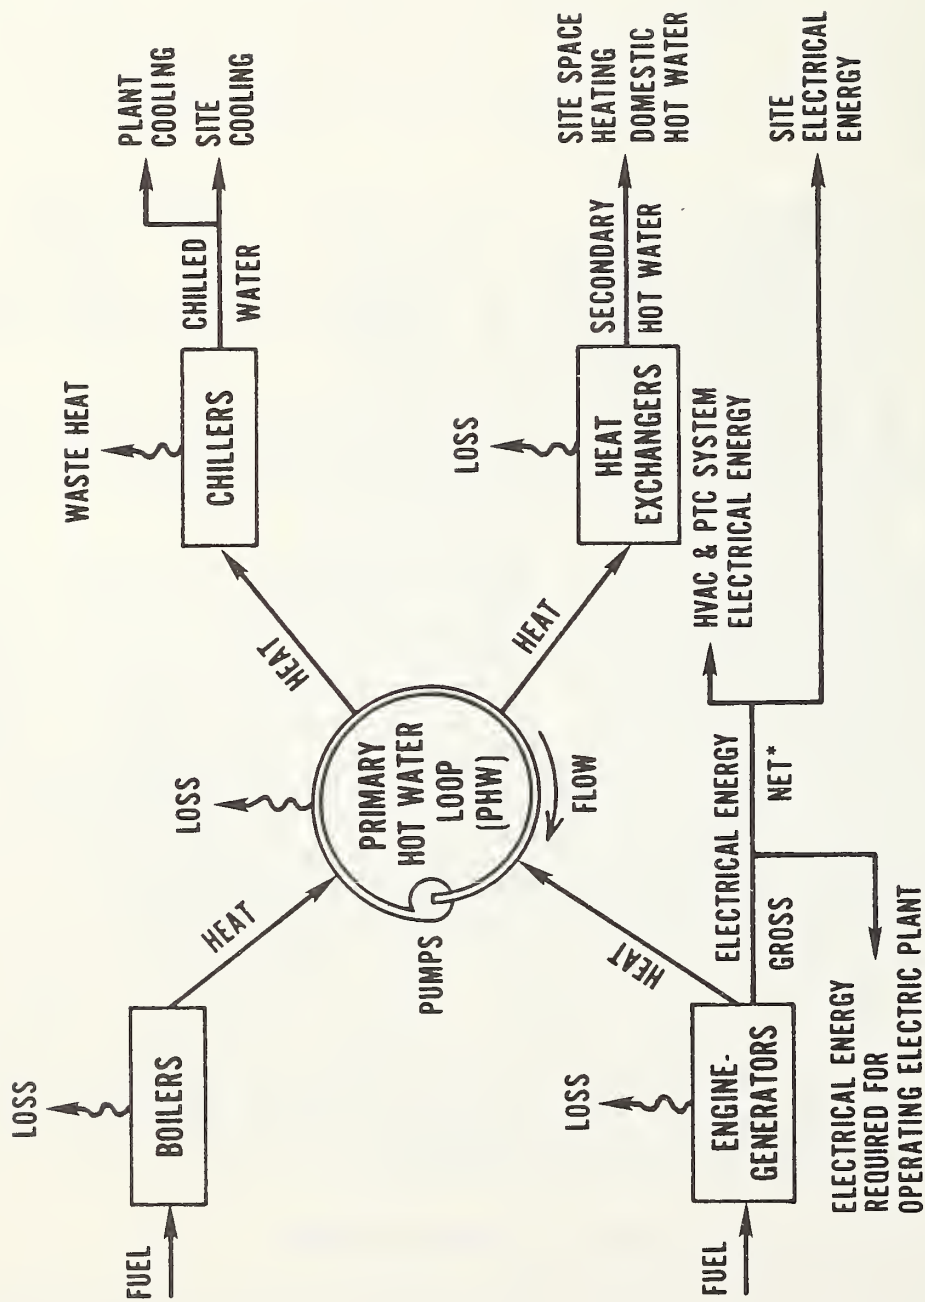 LOSS
FUEL
BOILERS
HEAT
LOSS
PRIMARY
HOT WATER
LOOP
(PHW)
PUMPS
FLOW
HEAT
WASTE HEAT
CHILLERS
CHILLED
WATER
PLANT
COOLING
SITE
COOLING
HEAT
LOSS
HEAT
EXCHANGERS
SECONDARY
HOT WATER
SITE SPACE
HEATING
DOMESTIC
HOT WATER
LOSS
FUEL
ENGINE-
GENERATORS
HEAT
ELECTRICAL ENERGY
GROSS
NET*
HVAC & PTC SYSTEM
ELECTRICAL ENERGY
SITE
ELECTRICAL
ENERGY
ELECTRICAL ENERGY
REQUIRED FOR
OPERATING ELECTRIC PLANT